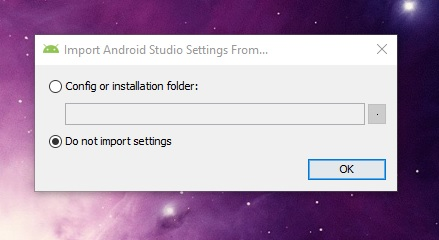 Import Android Studio Settings From...
Config or installation folder:
.
Do not import settings
OK